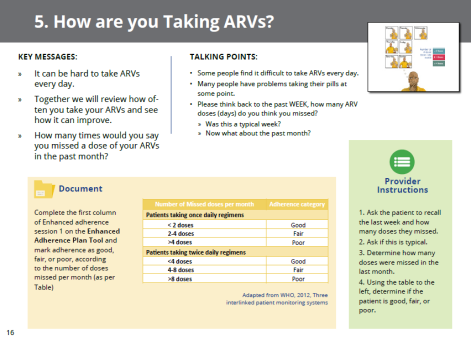 5. How are you Taking ARVs?
KEY MESSAGES:
» It can be hard to take ARVs
every day.
» Together we will review how of-
ten you take your ARVs and see
how it can improve.
» How many times would you say
you missed a dose of your ARVs
in the past month?
TALKING POINTS:
• Some people find it difficult to take ARVs every day.
• Many people have problems taking their pills at
some point.
• Please think back to the past WEEK, how many ARV
doses (days) do you think you missed?
» Was this a typical week?
» Now what about the past month?
Document
Complete the first column
of Enhanced adherence
session 1 on the Enhanced
Adherence Plan Tool and
mark adherence as good,
fair, or poor, according
to the number of doses
missed per month (as per
Table)
Number of Missed doses per month Adherence category
Patients taking once daily regimens
< 2 doses Good
2-4 doses Fair
>4 doses Poor
Patients taking twice daily regimens
<4 doses Good
4-8 doses Fair
>8 doses Poor
Adapted from WHO, 2012, Three
interlinked patient monitoring systems
Provider
Instructions
1. Ask the patient to recall
the last week and how
many doses they missed.
2. Ask if this is typical.
3. Determine how many
doses were missed in the
last month.
4. Using the table to the
left, determine if the
patient is good, fair, or
poor.
16